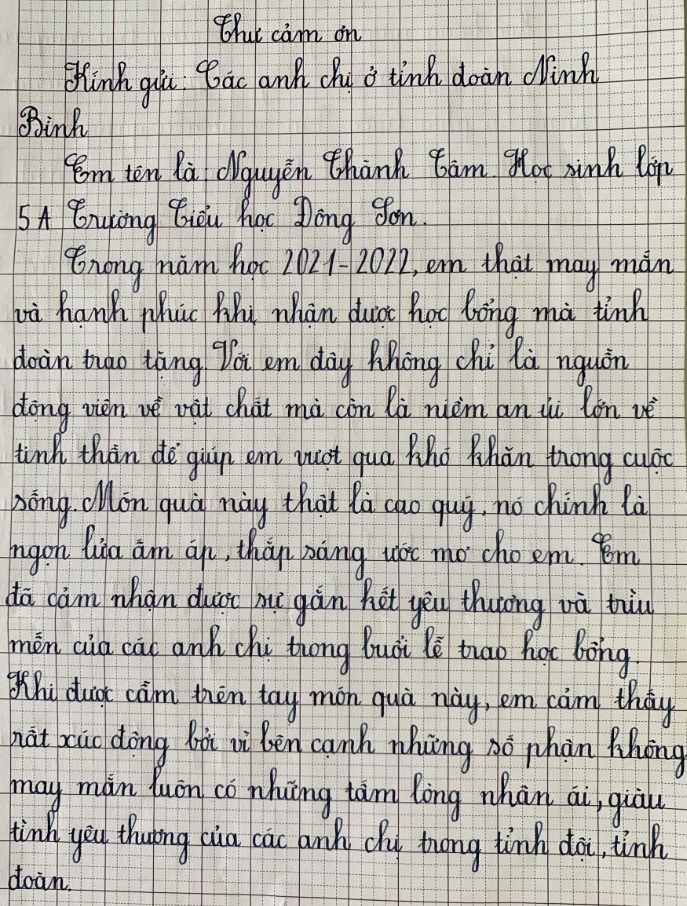 Thư cảm ơn
Kính gửi: Các anh chị ở tỉnh đoàn Ninh
Bình
Em tên là: Nguyễn Thành Tâm. Học sinh lớp
5A Trường Tiểu học Đông Sơn.
Trong năm học 2021-2022, em thật may mắn
và hạnh phúc khi nhận được học bổng mà tỉnh
đoàn trao tặng. Với em đây không chỉ là nguồn
động viên về vật chất mà còn là niềm an ủi lớn về
tinh thần để giúp em vượt qua khó khăn trong cuộc
sống. Món quà này thật là cao quý, nó chính là
ngọn lửa ấm áp, thắp sáng ước mơ cho em. Em
đã cảm nhận được sự gắn kết yêu thương và trìu
mến của các anh chị trong buổi lễ trao học bổng.
Khi được cầm trên tay món quà này, em cảm thấy
rất xúc động bởi vì bên cạnh những số phận không
may mắn luôn có những tấm lòng nhân ái, giàu
tình yêu thương của các anh chị trong tỉnh đội, tỉnh
đoàn.